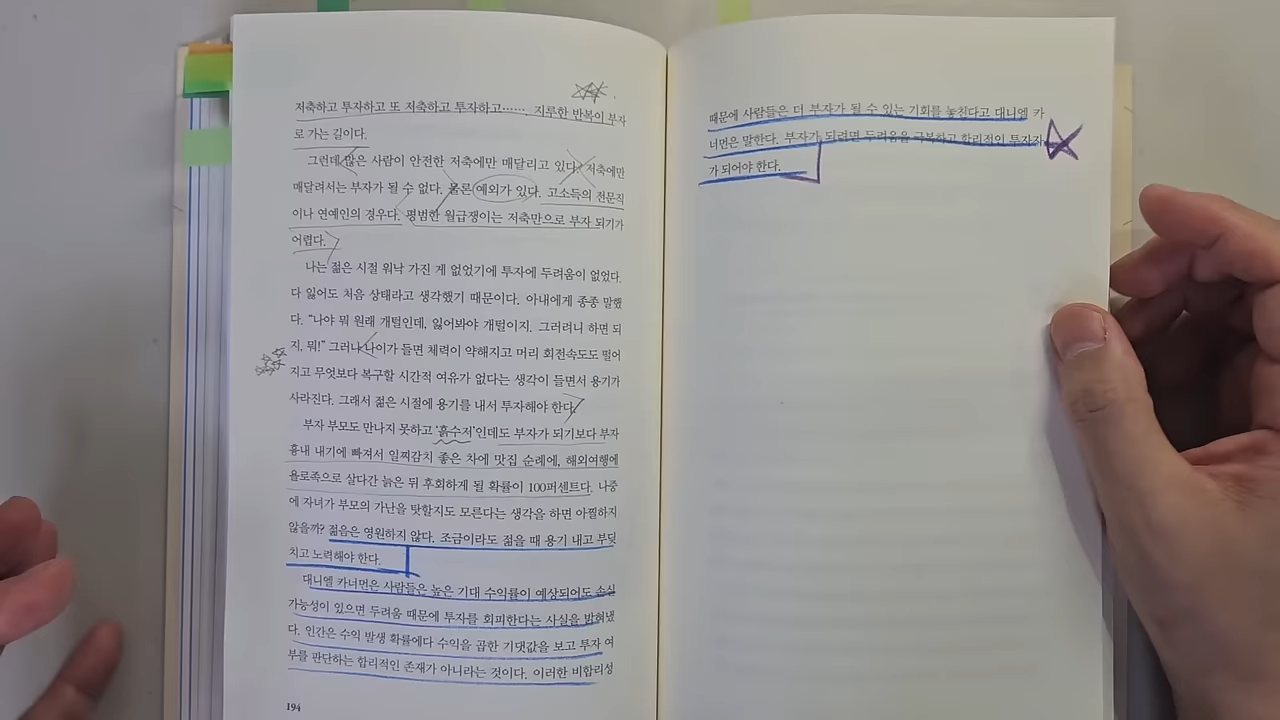 저축하고 투자하고 또 저축하고 투자하고…… 지루한 반복이 부자
로 가는 길이다.
그런데 많은 사람이 안전한 저축에만 매달리고 있다. 저축에만
매달려서는 부자가 될 수 없다. 물론 예외가 있다. 고소득의 전문직
이나 연예인의 경우다. 평범한 월급쟁이는 저축만으로 부자 되기가
어렵다.
나는 젊은 시절 워낙 가진 게 없었기에 투자에 두려움이 없었다.
다 잃어도 처음 상태라고 생각했기 때문이다. 아내에게 종종 말했
다. “나야 뭐 원래 개털인데, 잃어봐야 개털이지. 그러려니 하면 되
지, 뭐!” 그러나 나이가 들면 체력이 약해지고 머리 회전속도도 떨어
지고 무엇보다 복구할 시간적 여유가 없다는 생각이 들면서 용기가
사라진다. 그래서 젊은 시절에 용기를 내서 투자해야 한다.
부자 부모도 만나지 못하고 ‘흙수저’인데도 부자가 되기보다 부자
흉내 내기에 빠져서 일찌감치 좋은 차에 맛집 순례에, 해외여행에
욜로족으로 살다간 늙은 뒤 후회하게 될 확률이 100퍼센트다. 나중
에 자녀가 부모의 가난을 탓할지도 모른다는 생각을 하면 아찔하지
않을까? 젊음은 영원하지 않다. 조금이라도 젊을 때 용기 내고 부딪
치고 노력해야 한다.
대니엘 카너먼은 사람들은 높은 기대 수익률이 예상되어도 손실
가능성이 있으면 두려움 때문에 투자를 회피한다는 사실을 밝혀냈
다. 인간은 수익 발생 확률에다 수익을 곱한 기댓값을 보고 투자 여
부를 판단하는 합리적인 존재가 아니라는 것이다. 이러한 비합리성
194
때문에 사람들은 더 부자가 될 수 있는 기회를 놓친다고 대니엘 카
너먼은 말한다. 부자가 되려면 두려움을 극복하고 합리적인 투자자
가 되어야 한다.